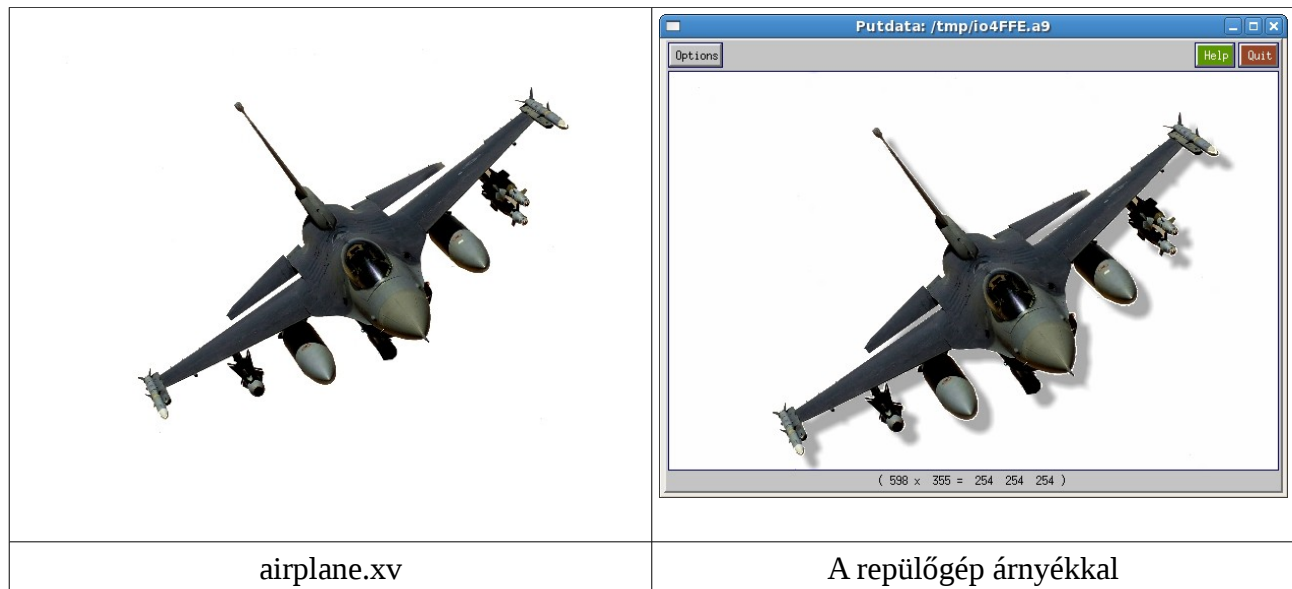 Putdata: /tmp/io4FFE.a9
Options Help Quit
( 598 x 355 = 254 254 254 )
airplane.xv
A repülőgép árnyékkal